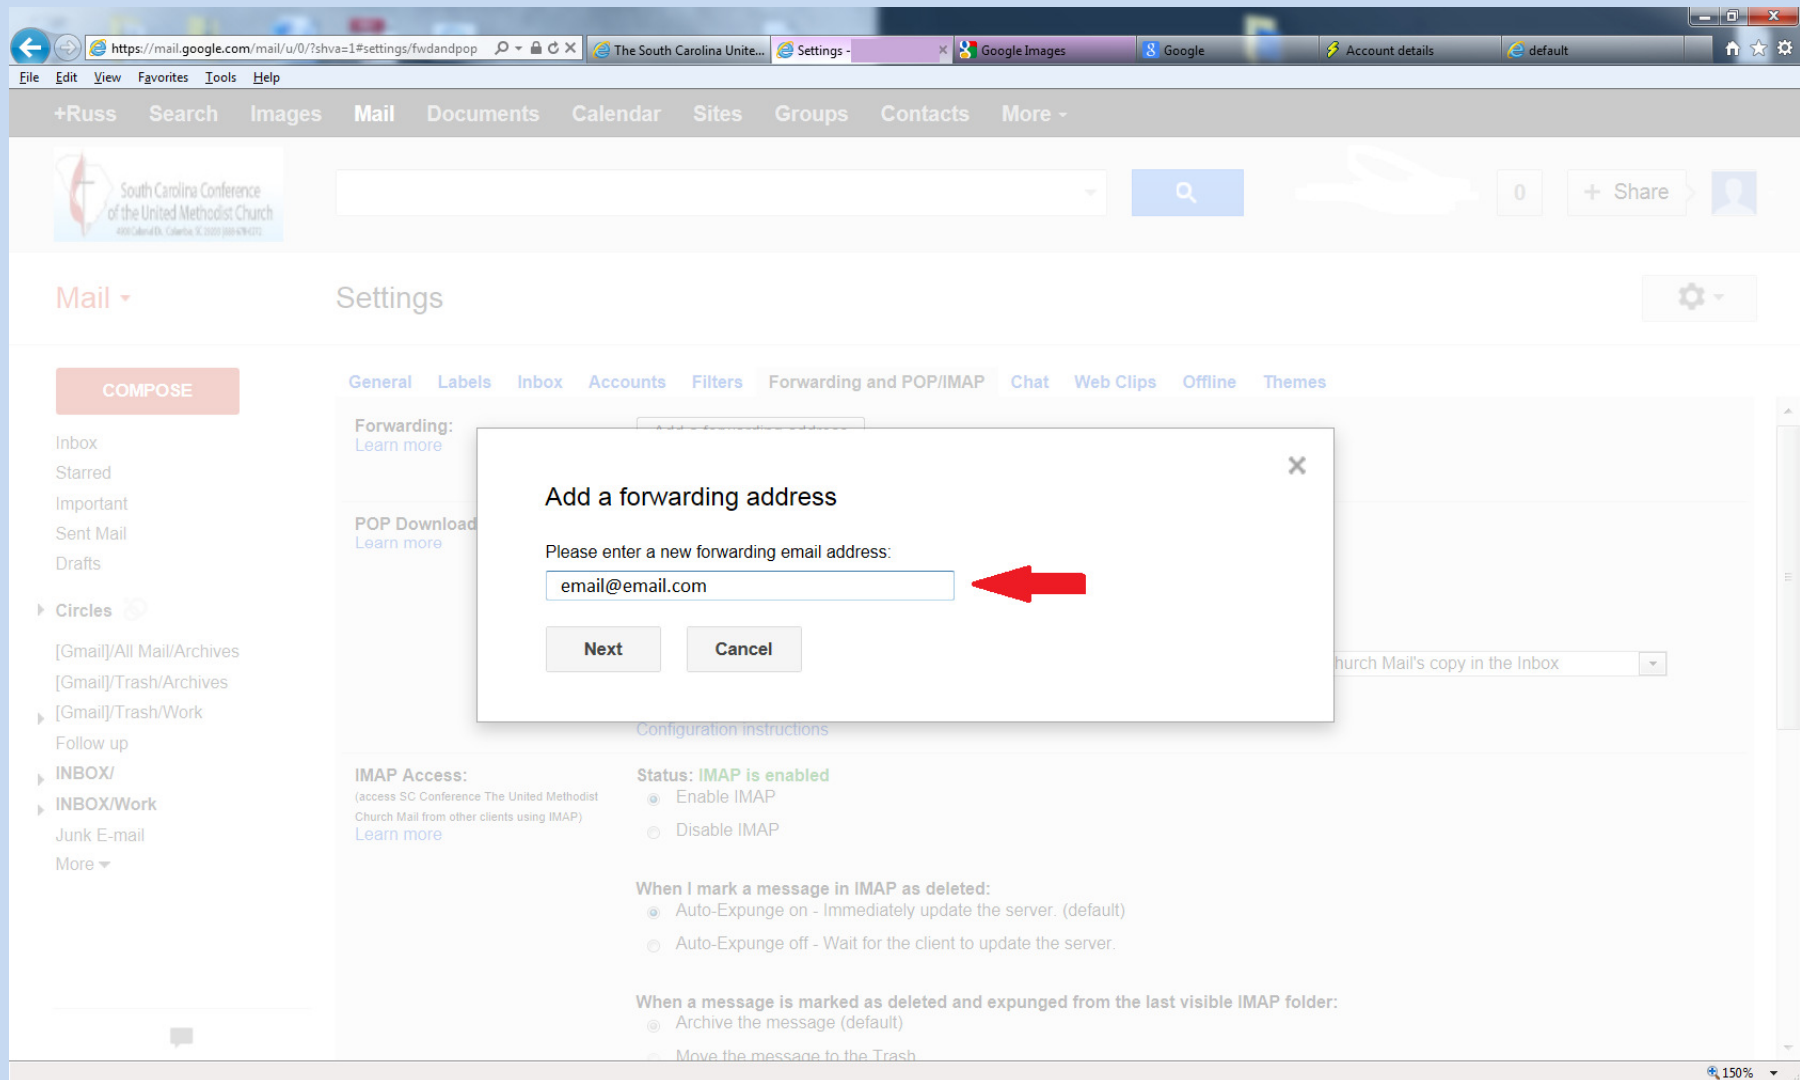 https://mail.google.com/mail/u/0/?shva=1#settings/fwdandpop
The South Carolina Unite...
Settings -
Google Images
Google
Account details
default
File Edit View Favorites Tools Help
+Russ Search Images Mail Documents Calendar Sites Groups Contacts More
South Carolina Conference
of the United Methodist Church
0
+ Share
Mail
Settings
COMPOSE
General Labels Inbox Accounts Filters Forwarding and POP/IMAP Chat Web Clips Offline Themes
Inbox
Starred
Important
Sent Mail
Drafts
Circles
[Gmail]/All Mail/Archives
[Gmail]/Trash/Archives
[Gmail]/Trash/Work
Follow up
INBOX/
INBOX/Work
Junk E-mail
More
Forwarding:
Learn more
Add a forwarding address
POP Download
Learn more
Add a forwarding address
Please enter a new forwarding email address:
email@email.com
Next
Cancel
hurch Mail's copy in the Inbox
Configuration instructions
IMAP Access:
(access SC Conference The United Methodist
Church Mail from other clients using IMAP)
Learn more
Status: IMAP is enabled
Enable IMAP
Disable IMAP
When I mark a message in IMAP as deleted:
Auto-Expunge on - Immediately update the server. (default)
Auto-Expunge off - Wait for the client to update the server.
When a message is marked as deleted and expunged from the last visible IMAP folder:
Archive the message (default)
Move the message to the Trash
150%